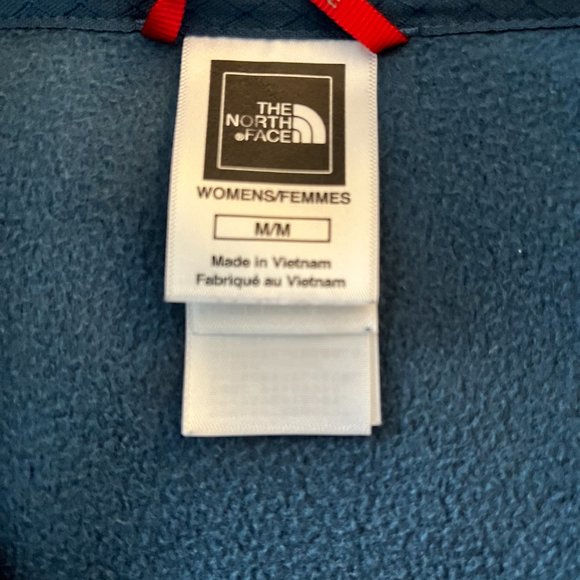 THE
NORTH
FACE
WOMENS/FEMMES
M/M
Made in Vietnam
Fabriqué au Vietnam